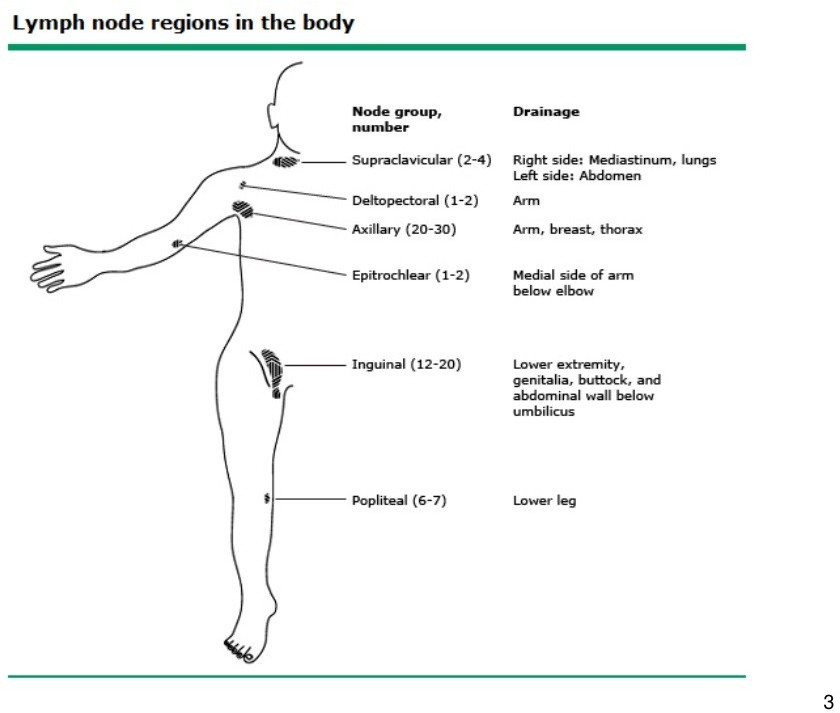 Lymph node regions in the body
Node group, number
Drainage
Supraclavicular (2-4)
Right side: Mediastinum, lungs
Left side: Abdomen
Deltopectoral (1-2)
Arm
Axillary (20-30)
Arm, breast, thorax
Epitrochlear (1-2)
Medial side of arm
below elbow
Inguinal (12-20)
Lower extremity,
genitalia, buttock, and
abdominal wall below
umbilicus
Popliteal (6-7)
Lower leg
3